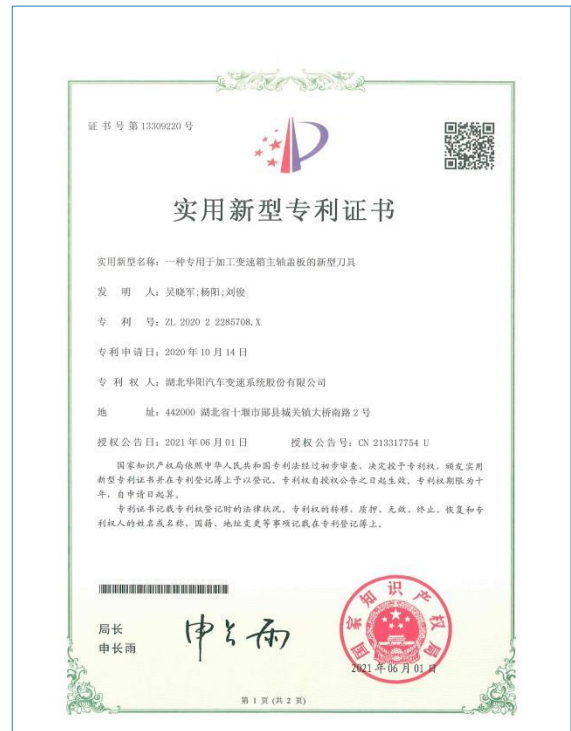 证书号第13309220号
实用新型专利证书
实用新型名称：一种专用于加工变速箱主轴盖板的新型刀具
发 明 人：吴晓军;杨阳;刘俊
专 利 号：ZL 2020 2 2285708.X
专利申请日：2020年10月14日
专 利 权 人：湖北华阳汽车变速系统股份有限公司
地 址：442000 湖北省十堰市郧县城关镇大桥南路2号
授权公告日：2021年06月01日 授权公告号：CN 213317754 U
国家知识产权局依照中华人民共和国专利法经过初步审查，决定授予专利权，颁发实用
新型专利证书并在专利登记簿上予以登记。专利权自授权公告之日起生效。专利权期限为十
年，自申请日起算。
专利证书记载专利权登记时的法律状况。专利权的转移、质押、无效、终止、恢复和专
利权人的姓名或名称、国籍、地址变更等事项记载在专利登记簿上。
局长
申长雨
申长雨
国家知识产权局
2021年06月01日
第 1 页 (共 2 页)